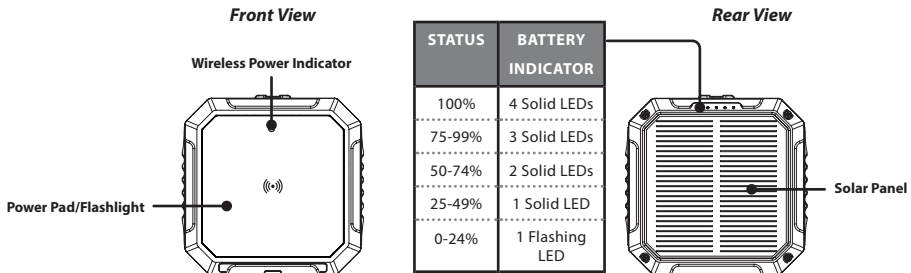 Front View
Rear View
Wireless Power Indicator
Power Pad/Flashlight
STATUS BATTERY INDICATOR
100% 4 Solid LEDs
75-99% 3 Solid LEDs
50-74% 2 Solid LEDs
25-49% 1 Solid LED
0-24% 1 Flashing LED
Solar Panel